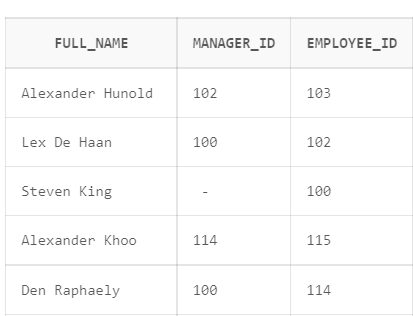 FULL_NAME MANAGER_ID EMPLOYEE_ID
Alexander Hunold 102 103
Lex De Haan 100 102
Steven King - 100
Alexander Khoo 114 115
Den Raphaely 100 114